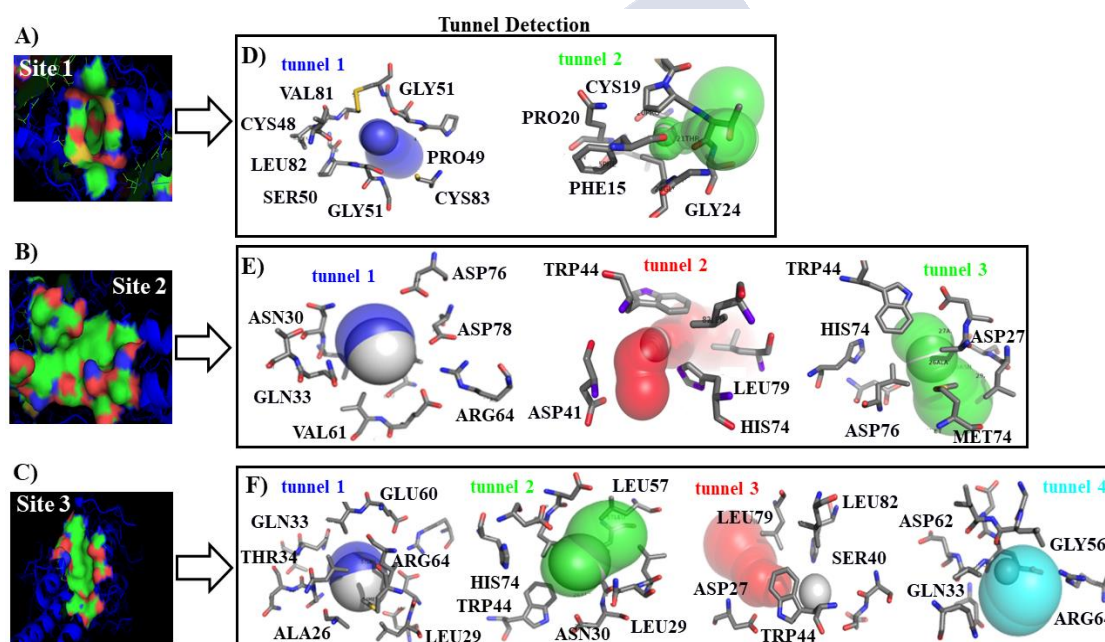 Tunnel Detection
A)
Site 1
D)
tunnel 1
VAL81
GLY51
CYS48
LEU82
PRO49
SER50
GLY51
CYS83
tunnel 2
CYS19
PRO20
21THR
PHE15
GLY24
B)
Site 2
E)
tunnel 1
ASP76
ASN30
ASP78
GLN33
ARG64
VAL61
tunnel 2
TRP44
LEU79
ASP41
HIS74
tunnel 3
TRP44
HIS74
ASP27
ASP76
MET74
C)
Site 3
F)
tunnel 1
GLU60
GLN33
THR34
ARG64
ALA26
LEU29
tunnel 2
LEU57
HIS74
TRP44
ASN30
LEU29
tunnel 3
LEU79
LEU82
SER40
ASP27
TRP44
tunnel 4
ASP62
GLY56
GLN33
ARG64